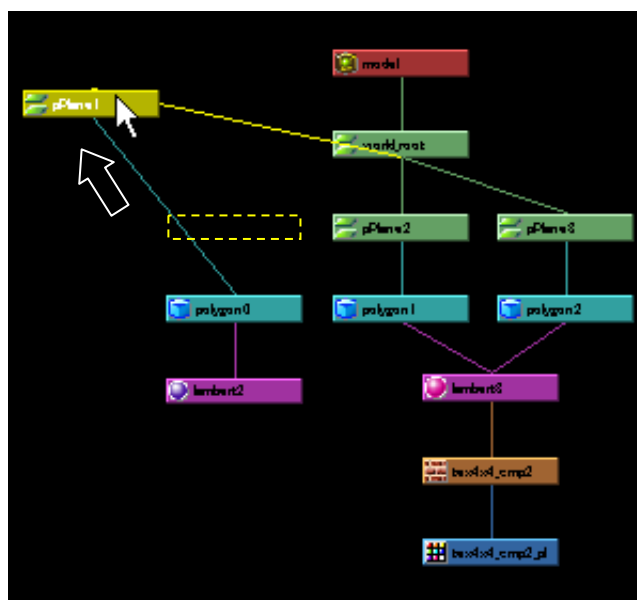 model
pPlane1
world_root
pPlane2
pPlane3
polygon0
polygon1
polygon2
lambert2
lambert3
tex4x4_cmp2
tex4x4_cmp2_pl